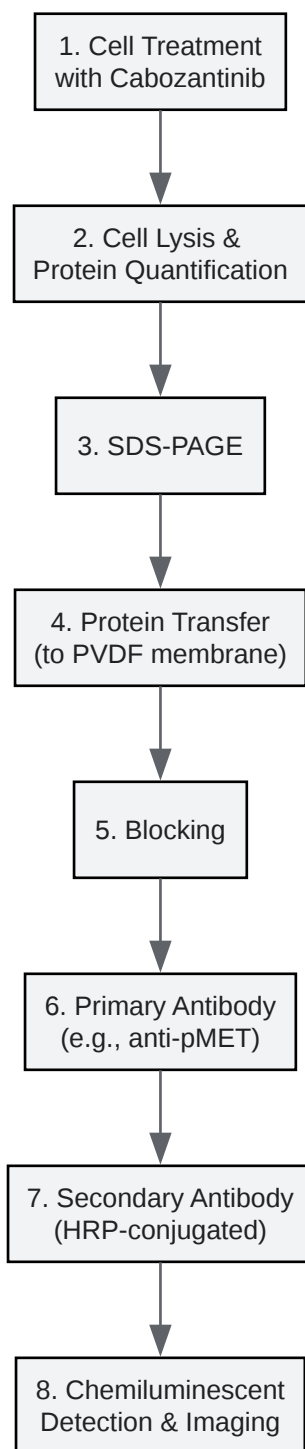 1. Cell Treatment
with Cabozantinib
2. Cell Lysis &
Protein Quantification
3. SDS-PAGE
4. Protein Transfer
(to PVDF membrane)
5. Blocking
6. Primary Antibody
(e.g., anti-pMET)
7. Secondary Antibody
(HRP-conjugated)
8. Chemiluminescent
Detection & Imaging